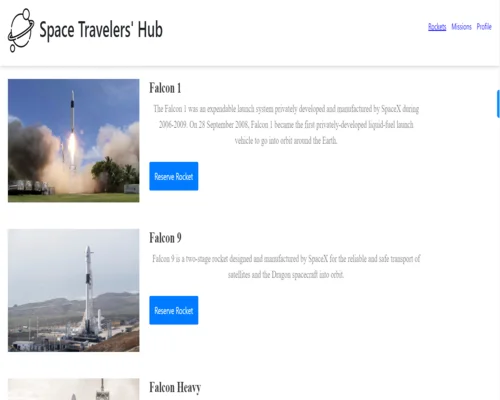 Space Travelers' Hub
Rockets Missions Profile
Falcon 1
The Falcon 1 was an expendable launch system privately developed and manufactured by SpaceX during
2006-2009. On 28 September 2008, Falcon 1 became the first privately-developed liquid-fuel launch
vehicle to go into orbit around the Earth.
Reserve Rocket
Falcon 9
Falcon 9 is a two-stage rocket designed and manufactured by SpaceX for the reliable and safe transport of
satellites and the Dragon spacecraft into orbit.
Reserve Rocket
Falcon Heavy